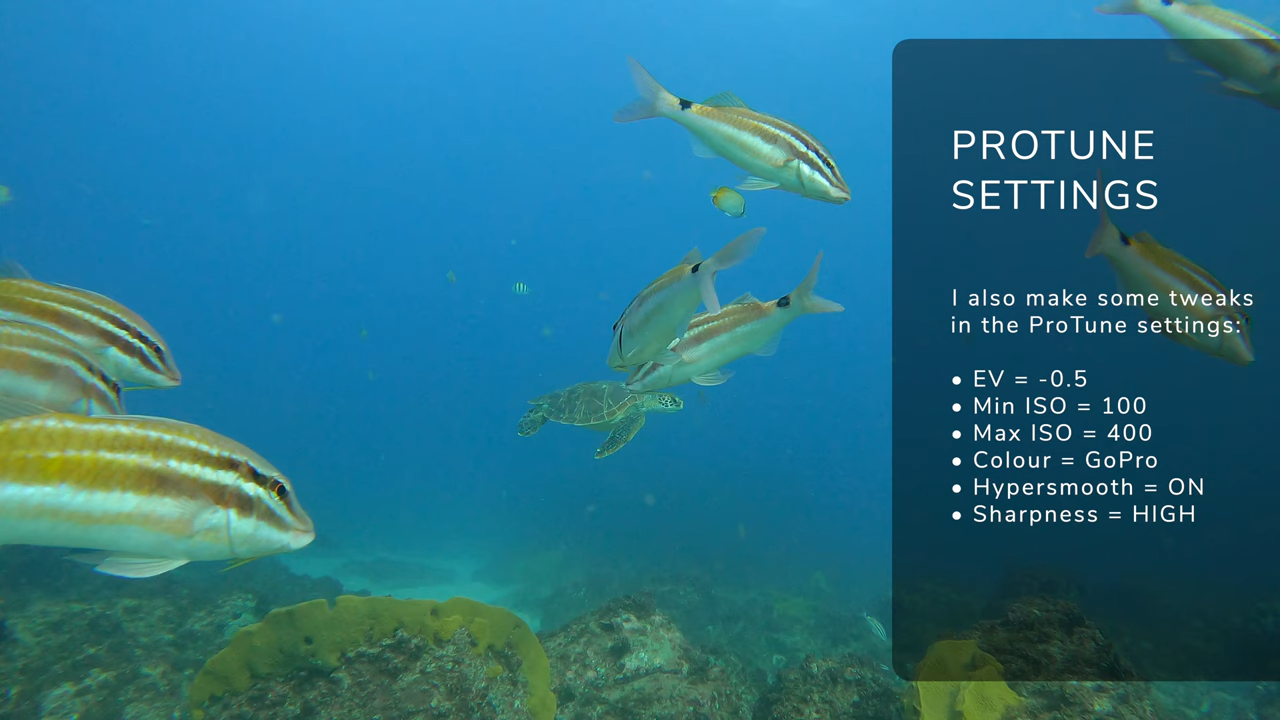 PROTUNE
SETTINGS
I also make some tweaks
in the ProTune settings:
• EV = -0.5
• Min ISO = 100
• Max ISO = 400
• Colour = GoPro
• Hypersmooth = ON
• Sharpness = HIGH